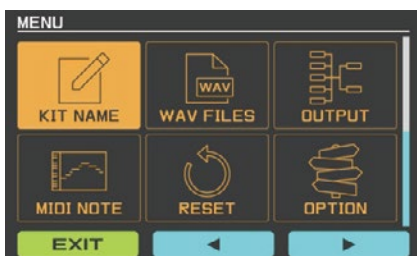 MENU
KIT NAME
WAV
WAV FILES
OUTPUT
MIDI NOTE
RESET
OPTION
EXIT